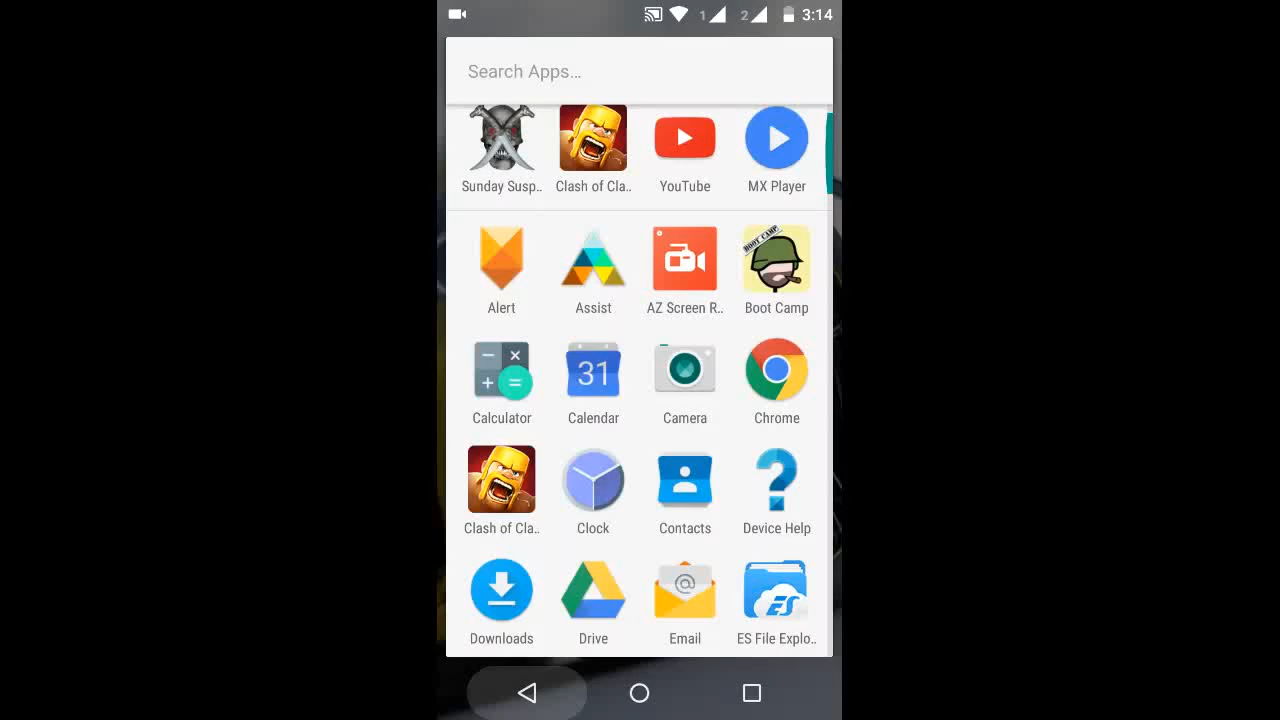 1 2 3:14
Search Apps...
Sunday Susp.. Clash of Cla.. YouTube MX Player
BOOT CAMP
Alert Assist AZ Screen R.. Boot Camp
31
Calculator Calendar Camera Chrome
Clash of Cla.. Clock Contacts Device Help
@
ES
Downloads Drive Email ES File Explo..